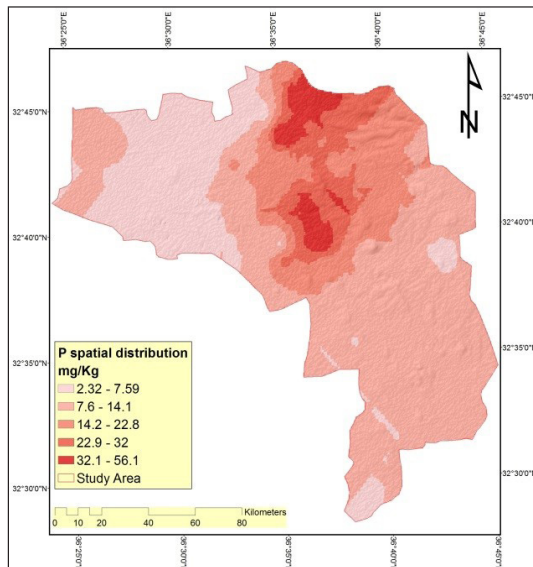 36°25'0"E 36°30'0"E 36°35'0"E 36°40'0"E 36°45'0"E
32°45'0"N 32°45'0"N
N
32°40'0"N 32°40'0"N
32°35'0"N 32°35'0"N
P spatial distribution
mg/Kg
2.32 - 7.59
7.6 - 14.1
14.2 - 22.8
22.9 - 32
32.1 - 56.1
Study Area
32°30'0"N 32°30'0"N
Kilometers
0 10 20 40 60 80
36°25'0"E 36°30'0"E 36°35'0"E 36°40'0"E 36°45'0"E